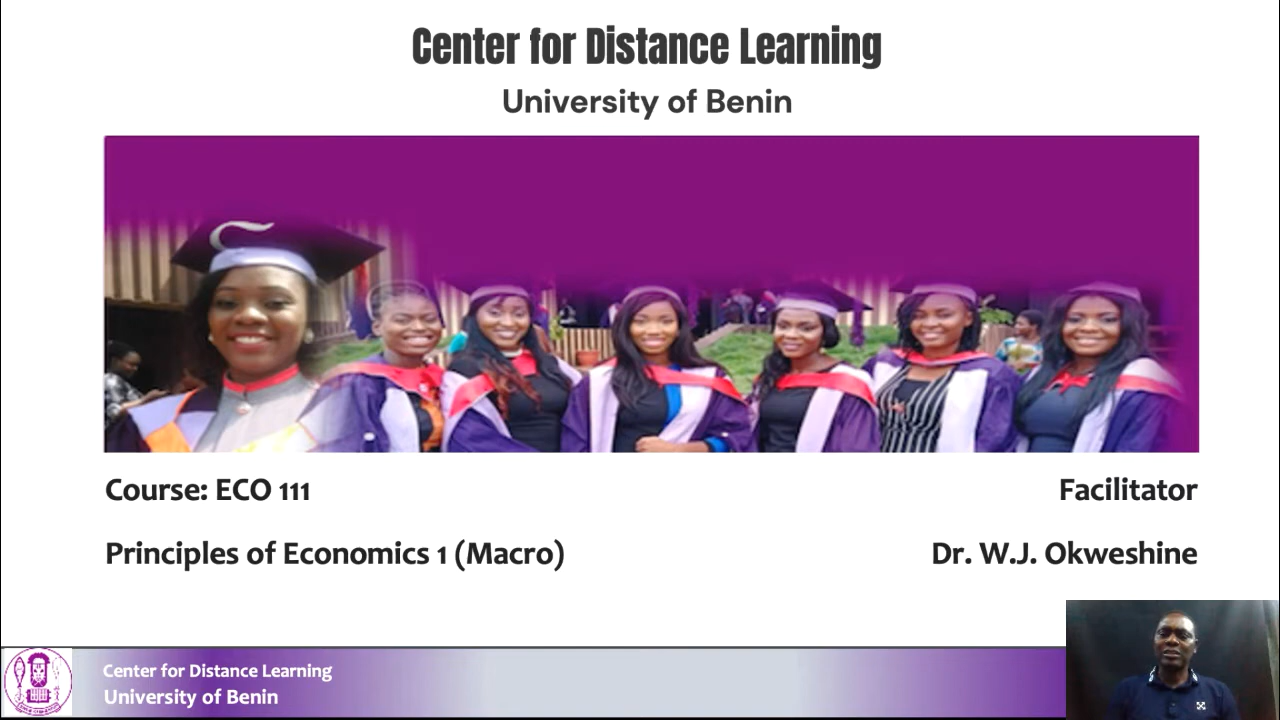 Center for Distance Learning
University of Benin
Course: ECO 111
Facilitator
Principles of Economics 1 (Macro)
Dr. W.J. Okweshine
Center for Distance Learning
University of Benin